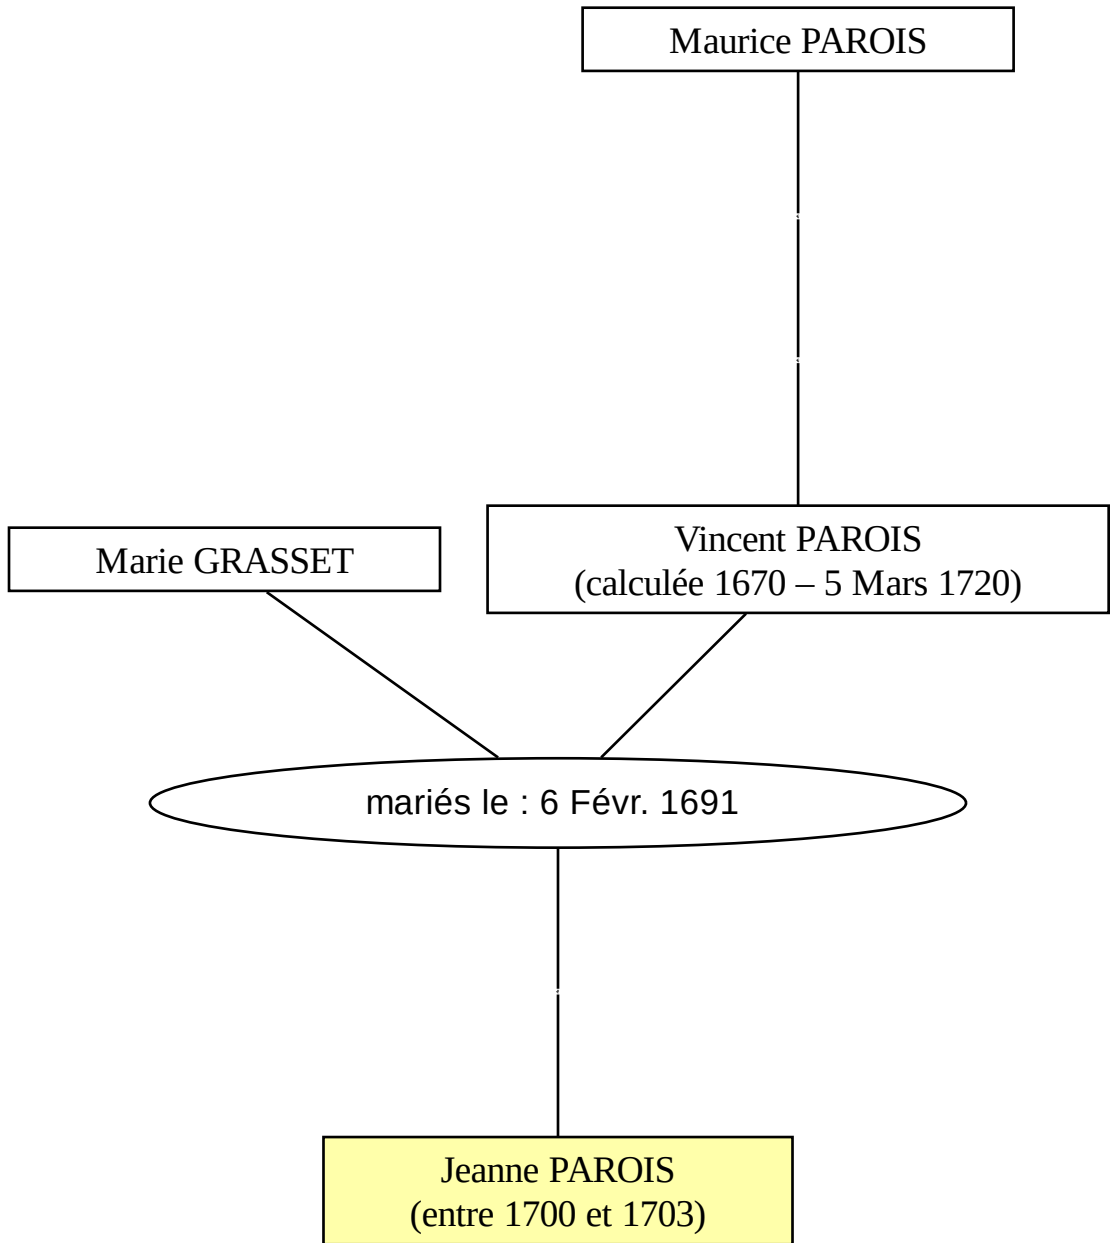 Maurice PAROIS
Marie GRASSET
Vincent PAROIS
(calculée 1670 – 5 Mars 1720)
mariés le : 6 Févr. 1691
Jeanne PAROIS
(entre 1700 et 1703)